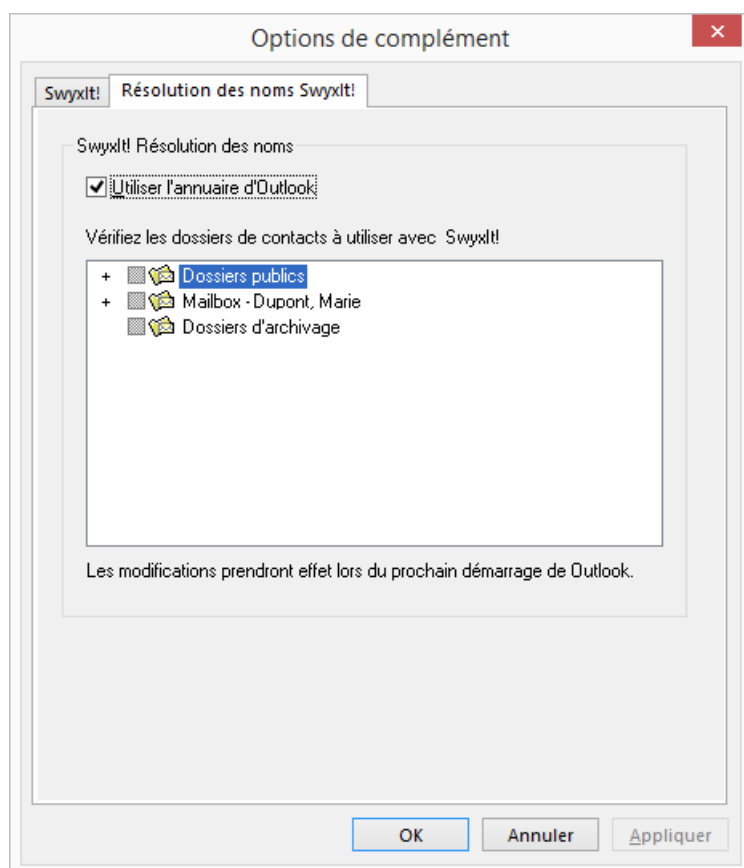 Options de complément
SwyxIt!
Résolution des noms SwyxIt!
SwyxIt! Résolution des noms
Utiliser l'annuaire d'Outlook
Vérifiez les dossiers de contacts à utiliser avec SwyxIt!
Dossiers publics
Mailbox - Dupont, Marie
Dossiers d'archivage
Les modifications prendront effet lors du prochain démarrage de Outlook.
OK
Annuler
Appliquer